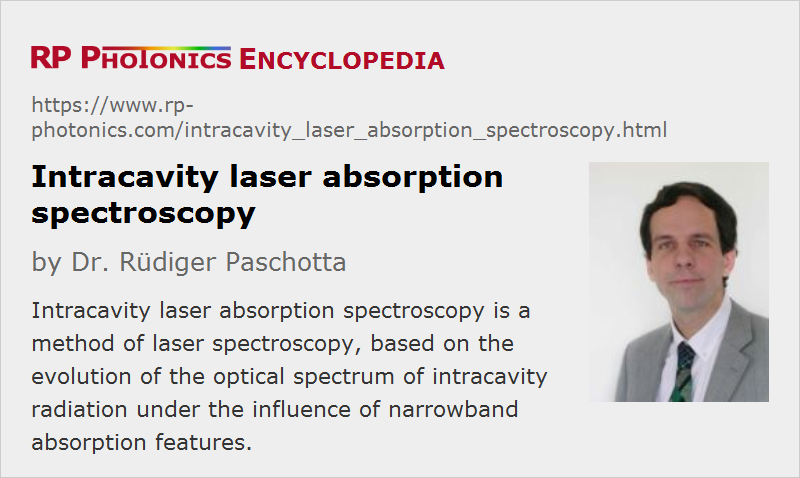 RP PHOTONICS ENCYCLOPEDIA
https://www.rp-
photonics.com/intracavity_laser_absorption_spectroscopy.html
Intracavity laser absorption
spectroscopy
by Dr. Rüdiger Paschotta
Intracavity laser absorption spectroscopy is a
method of laser spectroscopy, based on the
evolution of the optical spectrum of intracavity
radiation under the influence of narrowband
absorption features.